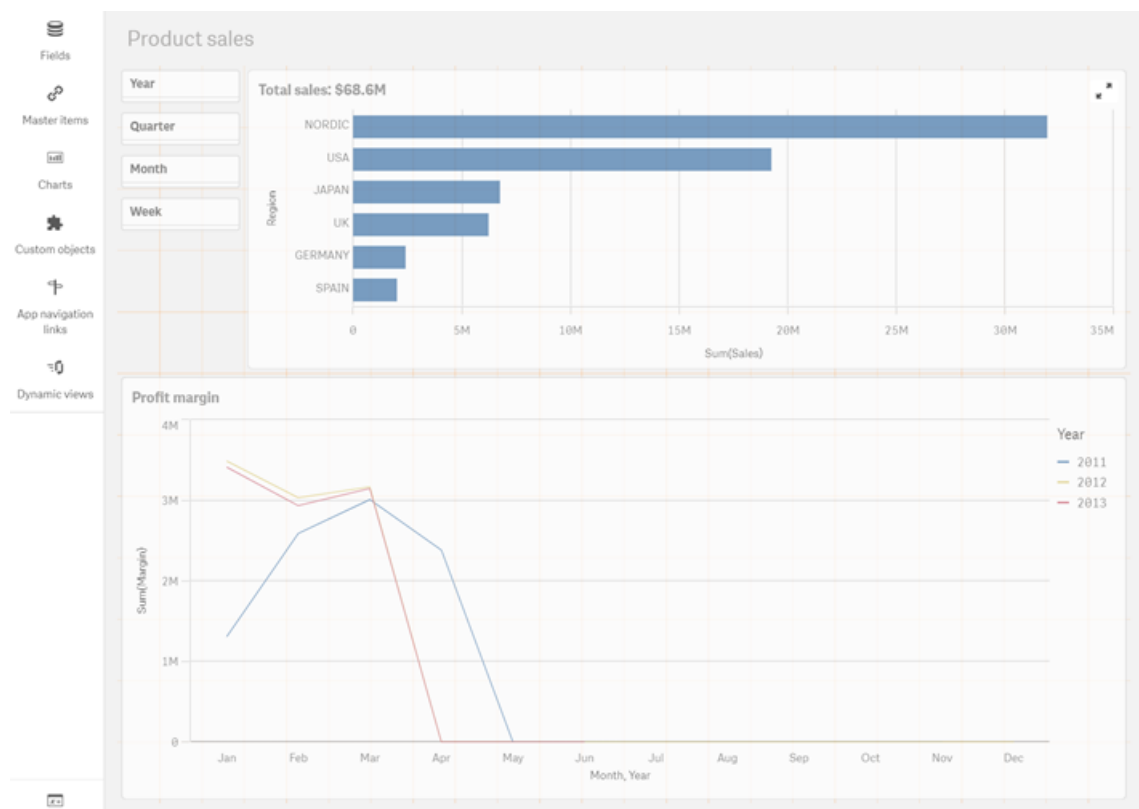 Fields
Master items
Charts
Custom objects
App navigation
links
Dynamic views
Product sales
Year
Quarter
Month
Week
Total sales: $68.6M
Region
NORDIC
USA
JAPAN
UK
GERMANY
SPAIN
0 5M 10M 15M 20M 25M 30M 35M
Sum(Sales)
Profit margin
Sum(Margin)
4M
3M
2M
1M
0
Jan Feb Mar Apr May Jun Jul Aug Sep Oct Nov Dec
Month, Year
Year
2011
2012
2013